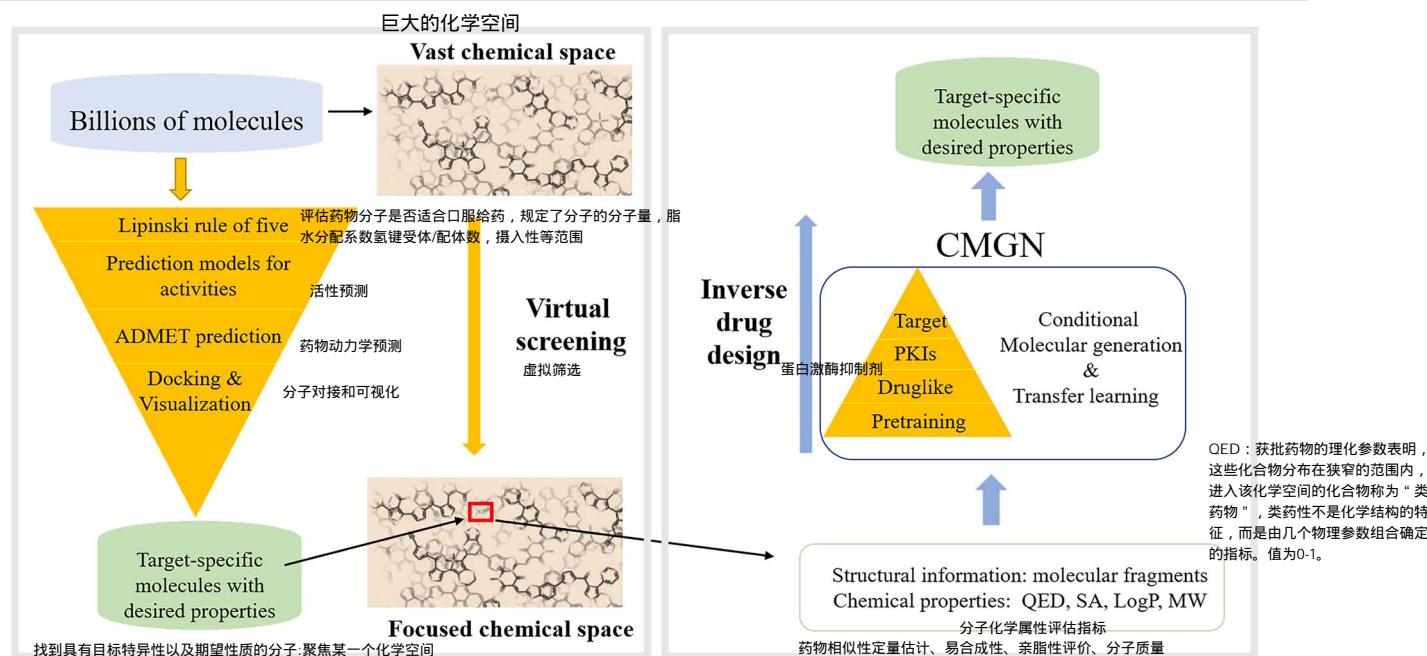 巨大的化学空间
Vast chemical space
Billions of molecules
Lipinski rule of five
评估药物分子是否适合口服给药，规定了分子的分子量，脂
水分配系数氢键受体/配体数，摄入性等范围
Prediction models for
activities
活性预测
ADMET prediction
药物动力学预测
Docking &
Visualization
分子对接和可视化
Virtual
screening
虚拟筛选
Target-specific
molecules with
desired properties
Focused chemical space
找到具有目标特异性以及期望性质的分子:聚焦某一个化学空间
Target-specific
molecules with
desired properties
CMGN
Inverse
drug
design
蛋白激酶抑制剂
Target
PKIs
Druglike
Pretraining
Conditional
Molecular generation
&
Transfer learning
QED：获批药物的理化参数表明，
这些化合物分布在狭窄的范围内，
进入该化学空间的化合物称为“类
药物”，类药性不是化学结构的特
征，而是由几个物理参数组合确定
的指标。值为0-1。
Structural information: molecular fragments
Chemical properties: QED, SA, LogP, MW
分子化学属性评估指标
药物相似性定量估计、易合成性、亲脂性评价、分子质量